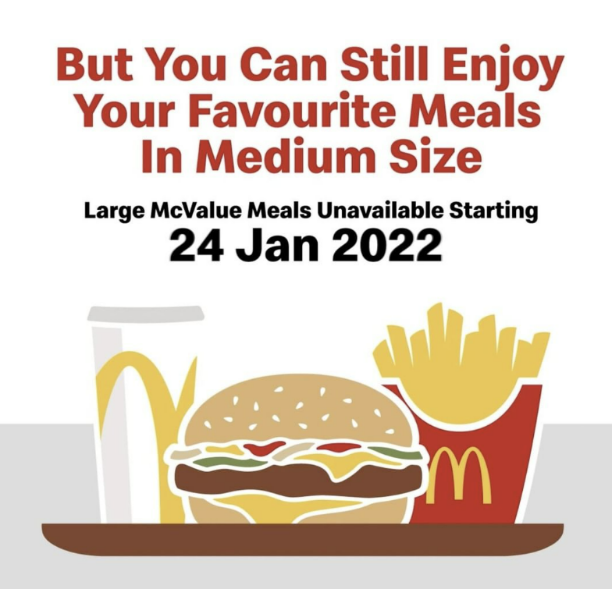 But You Can Still Enjoy
Your Favourite Meals
In Medium Size
Large McValue Meals Unavailable Starting
24 Jan 2022